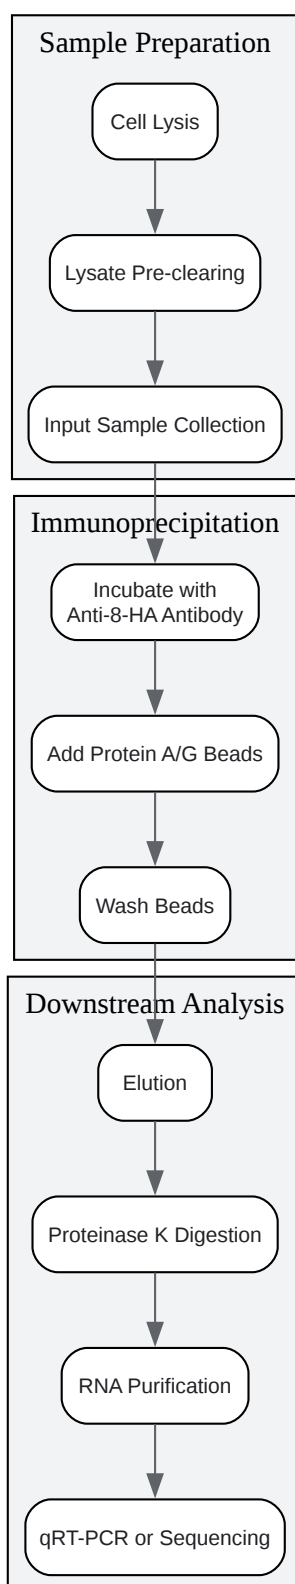 Sample Preparation
Cell Lysis
Lysate Pre-clearing
Input Sample Collection
Immunoprecipitation
Incubate with
Anti-8-HA Antibody
Add Protein A/G Beads
Wash Beads
Downstream Analysis
Elution
Proteinase K Digestion
RNA Purification
qRT-PCR or Sequencing